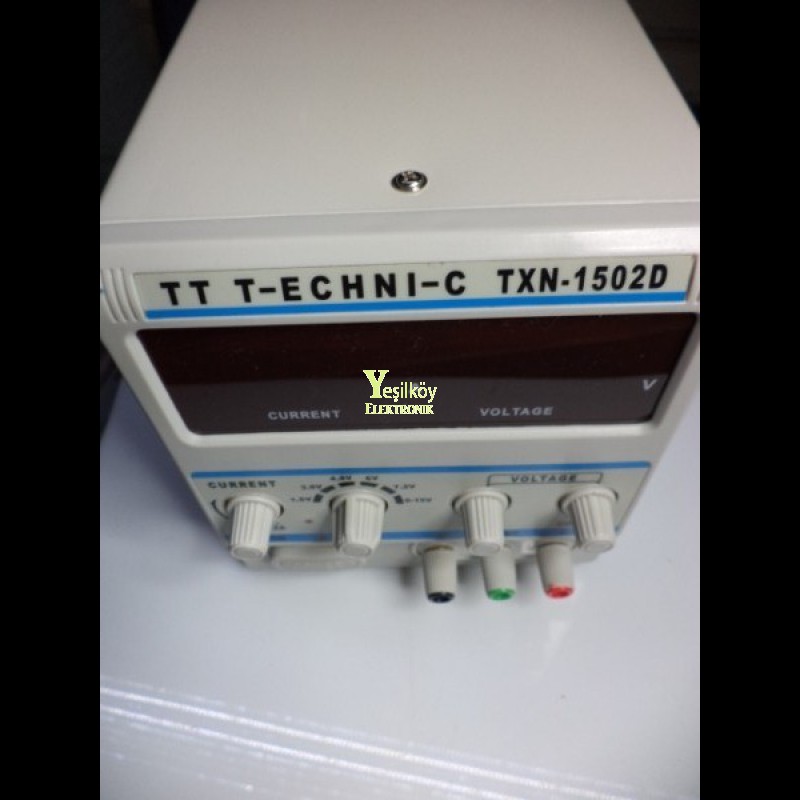 TT T-ECHNI-C TXN-1502D
V
Yeşilköy
ELEKTRONIK
CURRENT VOLTAGE
CURRENT VOLTAGE